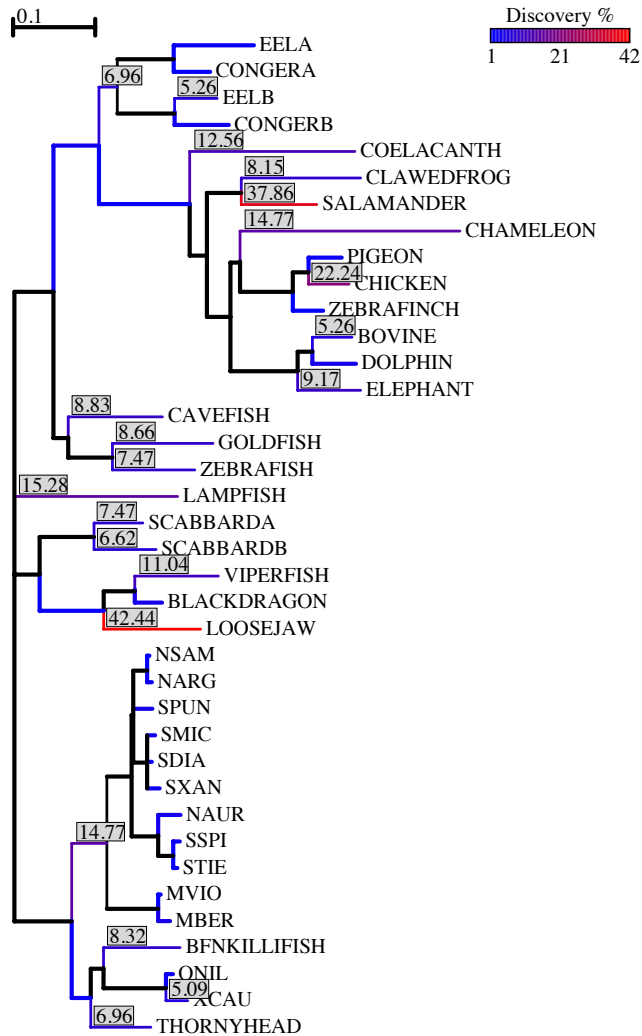 0.1
Discovery %
1 21 42
EELA
6.96
CONGERA
5.26
EELB
CONGERB
12.56
COELACANTH
8.15
CLAWEDFROG
37.86
SALAMANDER
14.77
CHAMELEON
PIGEON
22.24
CHICKEN
ZEBRAFINCH
5.26
BOVINE
DOLPHIN
9.17
ELEPHANT
8.83
CAVEFISH
8.66
GOLDFISH
7.47
ZEBRAFISH
15.28
LAMPFISH
7.47
SCABBARDA
6.62
SCABBARDB
11.04
VIPERFISH
BLACKDRAGON
42.44
LOOSEJAW
NSAM
NARG
SPUN
SMIC
SDIA
SXAN
NAUR
14.77
SSPI
STIE
MVIO
MBER
8.32
BFNKILLIFISH
ONIL
5.09
XCAU
6.96
THORNYHEAD